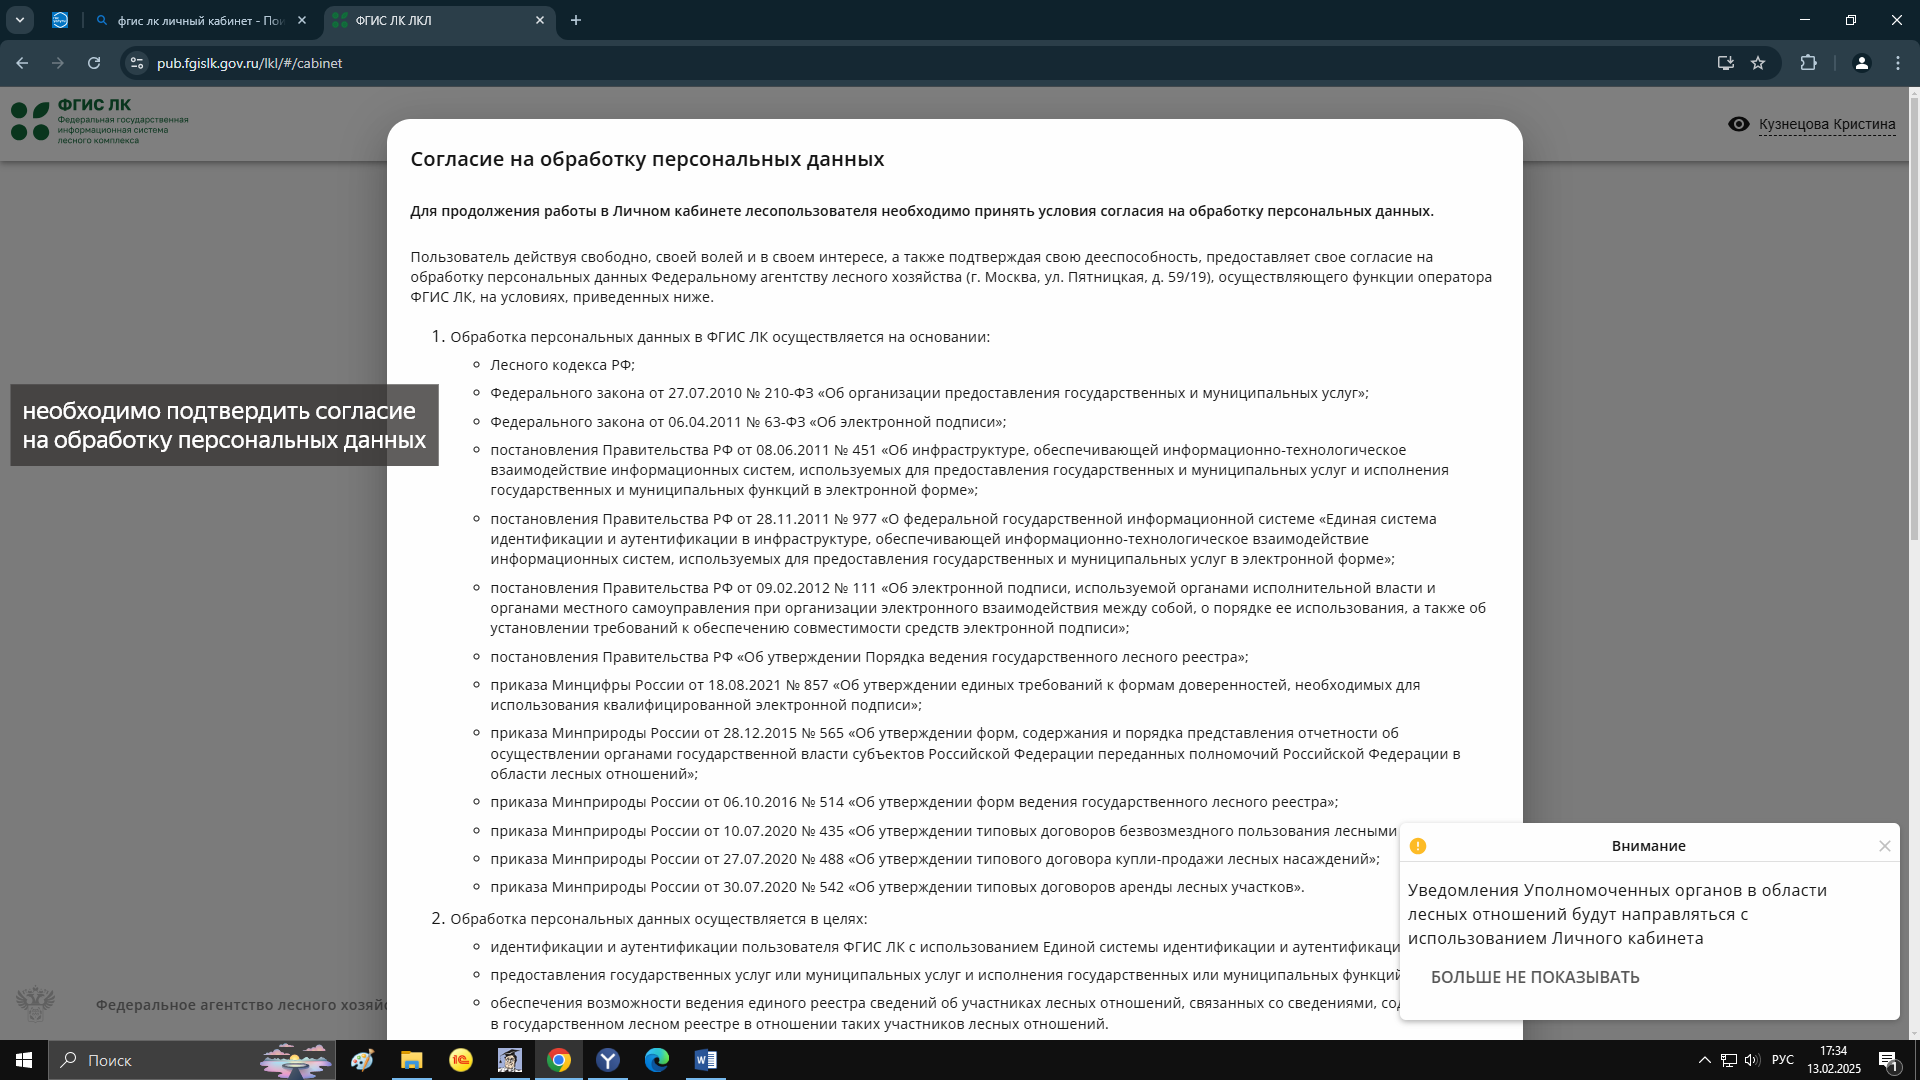 фгис лк личный кабинет - Пои
ФГИС ЛК ЛКЛ
pub.fgislk.gov.ru/lkl/#/cabinet
ФГИС ЛК
Федеральная государственная
информационная система
лесного комплекса
Кузнецова Кристина
Согласие на обработку персональных данных
Для продолжения работы в Личном кабинете лесопользователя необходимо принять условия согласия на обработку персональных данных.
Пользователь действуя свободно, своей волей и в своем интересе, а также подтверждая свою дееспособность, предоставляет свое согласие на
обработку персональных данных Федеральному агентству лесного хозяйства (г. Москва, ул. Пятницкая, д. 59/19), осуществляющего функции оператора
ФГИС ЛК, на условиях, приведенных ниже.
1. Обработка персональных данных в ФГИС ЛК осуществляется на основании:
Лесного кодекса РФ;
Федерального закона от 27.07.2010 № 210-ФЗ «Об организации предоставления государственных и муниципальных услуг»;
Федерального закона от 06.04.2011 № 63-ФЗ «Об электронной подписи»;
постановления Правительства РФ от 08.06.2011 № 451 «Об инфраструктуре, обеспечивающей информационно-технологическое
взаимодействие информационных систем, используемых для предоставления государственных и муниципальных услуг и исполнения
государственных и муниципальных функций в электронной форме»;
постановления Правительства РФ от 28.11.2011 № 977 «О федеральной государственной информационной системе «Единая система
идентификации и аутентификации в инфраструктуре, обеспечивающей информационно-технологическое взаимодействие
информационных систем, используемых для предоставления государственных и муниципальных услуг в электронной форме»;
постановления Правительства РФ от 09.02.2012 № 111 «Об электронной подписи, используемой органами исполнительной власти и
органами местного самоуправления при организации электронного взаимодействия между собой, о порядке ее использования, а также об
установлении требований к обеспечению совместимости средств электронной подписи»;
постановления Правительства РФ «Об утверждении Порядка ведения государственного лесного реестра»;
приказа Минцифры России от 18.08.2021 № 857 «Об утверждении единых требований к формам доверенностей, необходимых для
использования квалифицированной электронной подписи»;
приказа Минприроды России от 28.12.2015 № 565 «Об утверждении форм, содержания и порядка представления отчетности об
осуществлении органами государственной власти субъектов Российской Федерации переданных полномочий Российской Федерации в
области лесных отношений»;
приказа Минприроды России от 06.10.2016 № 514 «Об утверждении форм ведения государственного лесного реестра»;
приказа Минприроды России от 10.07.2020 № 435 «Об утверждении типовых договоров безвозмездного пользования лесными
приказа Минприроды России от 27.07.2020 № 488 «Об утверждении типового договора купли-продажи лесных насаждений»;
приказа Минприроды России от 30.07.2020 № 542 «Об утверждении типовых договоров аренды лесных участков».
2. Обработка персональных данных осуществляется в целях:
идентификации и аутентификации пользователя ФГИС ЛК с использованием Единой системы идентификации и аутентификаци
предоставления государственных услуг или муниципальных услуг и исполнения государственных или муниципальных функций
обеспечения возможности ведения единого реестра сведений об участниках лесных отношений, связанных со сведениями, сод
в государственном лесном реестре в отношении таких участников лесных отношений.
необходимо подтвердить согласие
на обработку персональных данных
Внимание
Уведомления Уполномоченных органов в области
лесных отношений будут направляться с
использованием Личного кабинета
БОЛЬШЕ НЕ ПОКАЗЫВАТЬ
Федеральное агентство лесного хозяйс
Поиск
РУС
17:34
13.02.2025
1